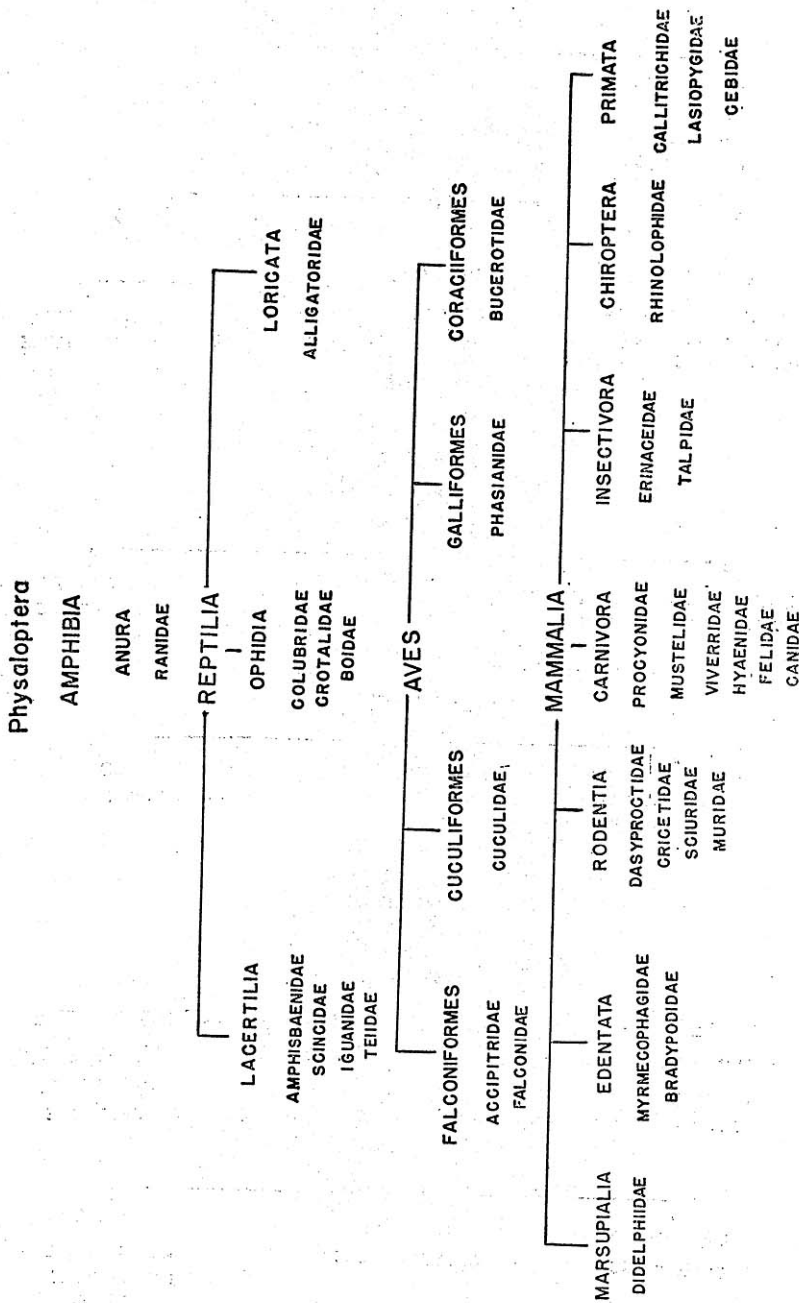 Physaloptera
AMPHIBIA
ANURA
RANIDAE
REPTILIA
LACERTILIA
AMPHISBAENIDAE
SCINCIDAE
IGUANIDAE
TEIIDAE
OPHIDIA
COLUBRIDAE
CROTALIDAE
BOIDAE
LORICATA
ALLIGATORIDAE
AVES
FALCONIFORMES
ACCIPITRIDAE
FALCONIDAE
CUCULIFORMES
CUCULIDAE
GALLIFORMES
PHASIANIDAE
CORACIIFORMES
BUCEROTIDAE
MAMMALIA
MARSUPIALIA
DIDELPHIIDAE
EDENTATA
MYRMECOPHAGIDAE
BRADYPODIDAE
RODENTIA
DASYPROCTIDAE
CRICETIDAE
SCIURIDAE
MURIDAE
CARNIVORA
PROCYONIDAE
MUSTELIDAE
VIVERRIDAE
HYAENIDAE
FELIDAE
CANIDAE
INSECTIVORA
ERINACEIDAE
TALPIDAE
CHIROPTERA
RHINOLOPHIDAE
PRIMATA
CALLITRICHIDAE
LASIOPYGIDAE
CEBIDAE